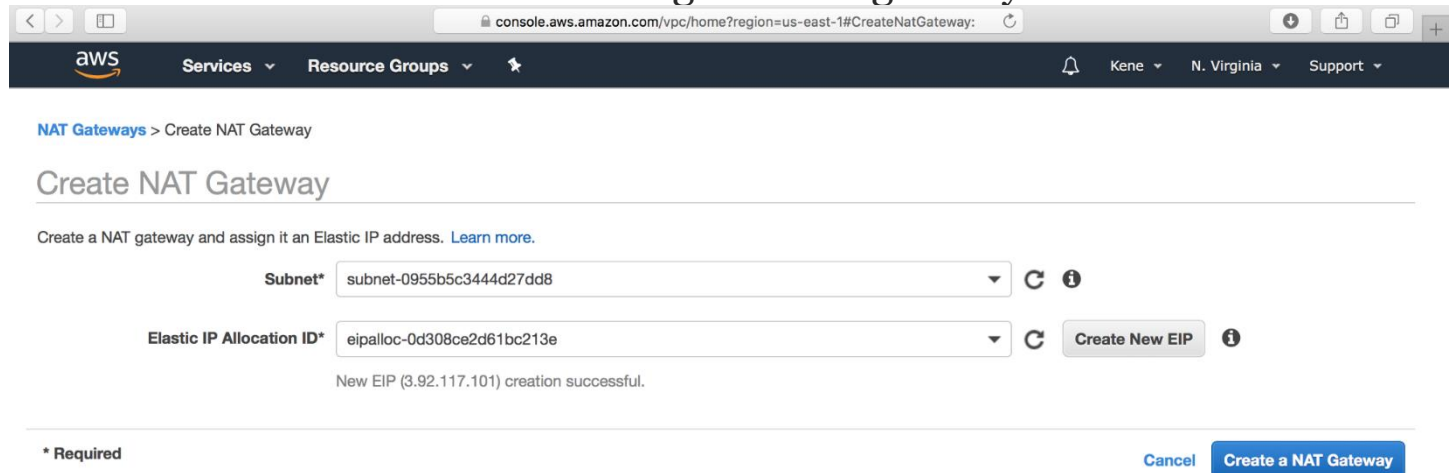 console.aws.amazon.com/vpc/home?region=us-east-1#CreateNatGateway:
aws Services Resource Groups Kene N. Virginia Support
NAT Gateways > Create NAT Gateway
Create NAT Gateway
Create a NAT gateway and assign it an Elastic IP address. Learn more.
Subnet* subnet-0955b5c3444d27dd8
Elastic IP Allocation ID* eipalloc-0d308ce2d61bc213e Create New EIP
New EIP (3.92.117.101) creation successful.
* Required Cancel Create a NAT Gateway